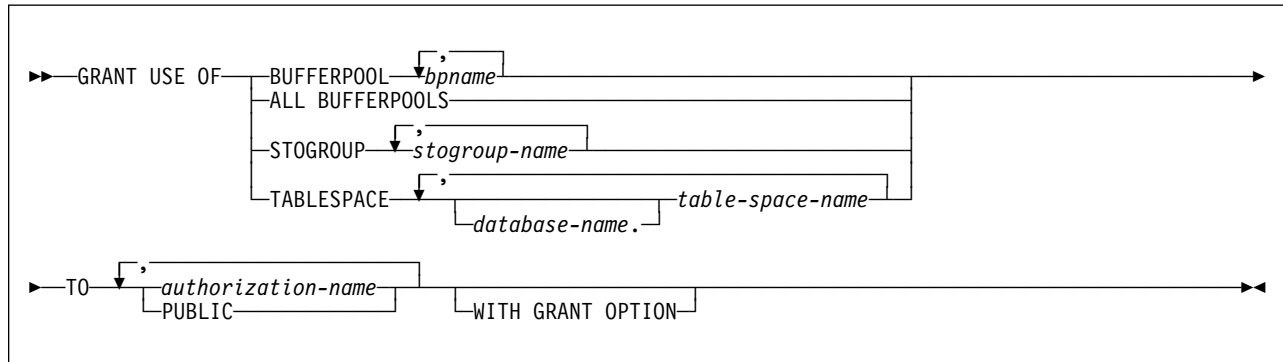 ,
GRANT USE OF BUFFERPOOL bpname
ALL BUFFERPOOLS
,
STOGROUP stogroup-name
,
TABLESPACE table-space-name
database-name.
,
TO authorization-name
PUBLIC WITH GRANT OPTION